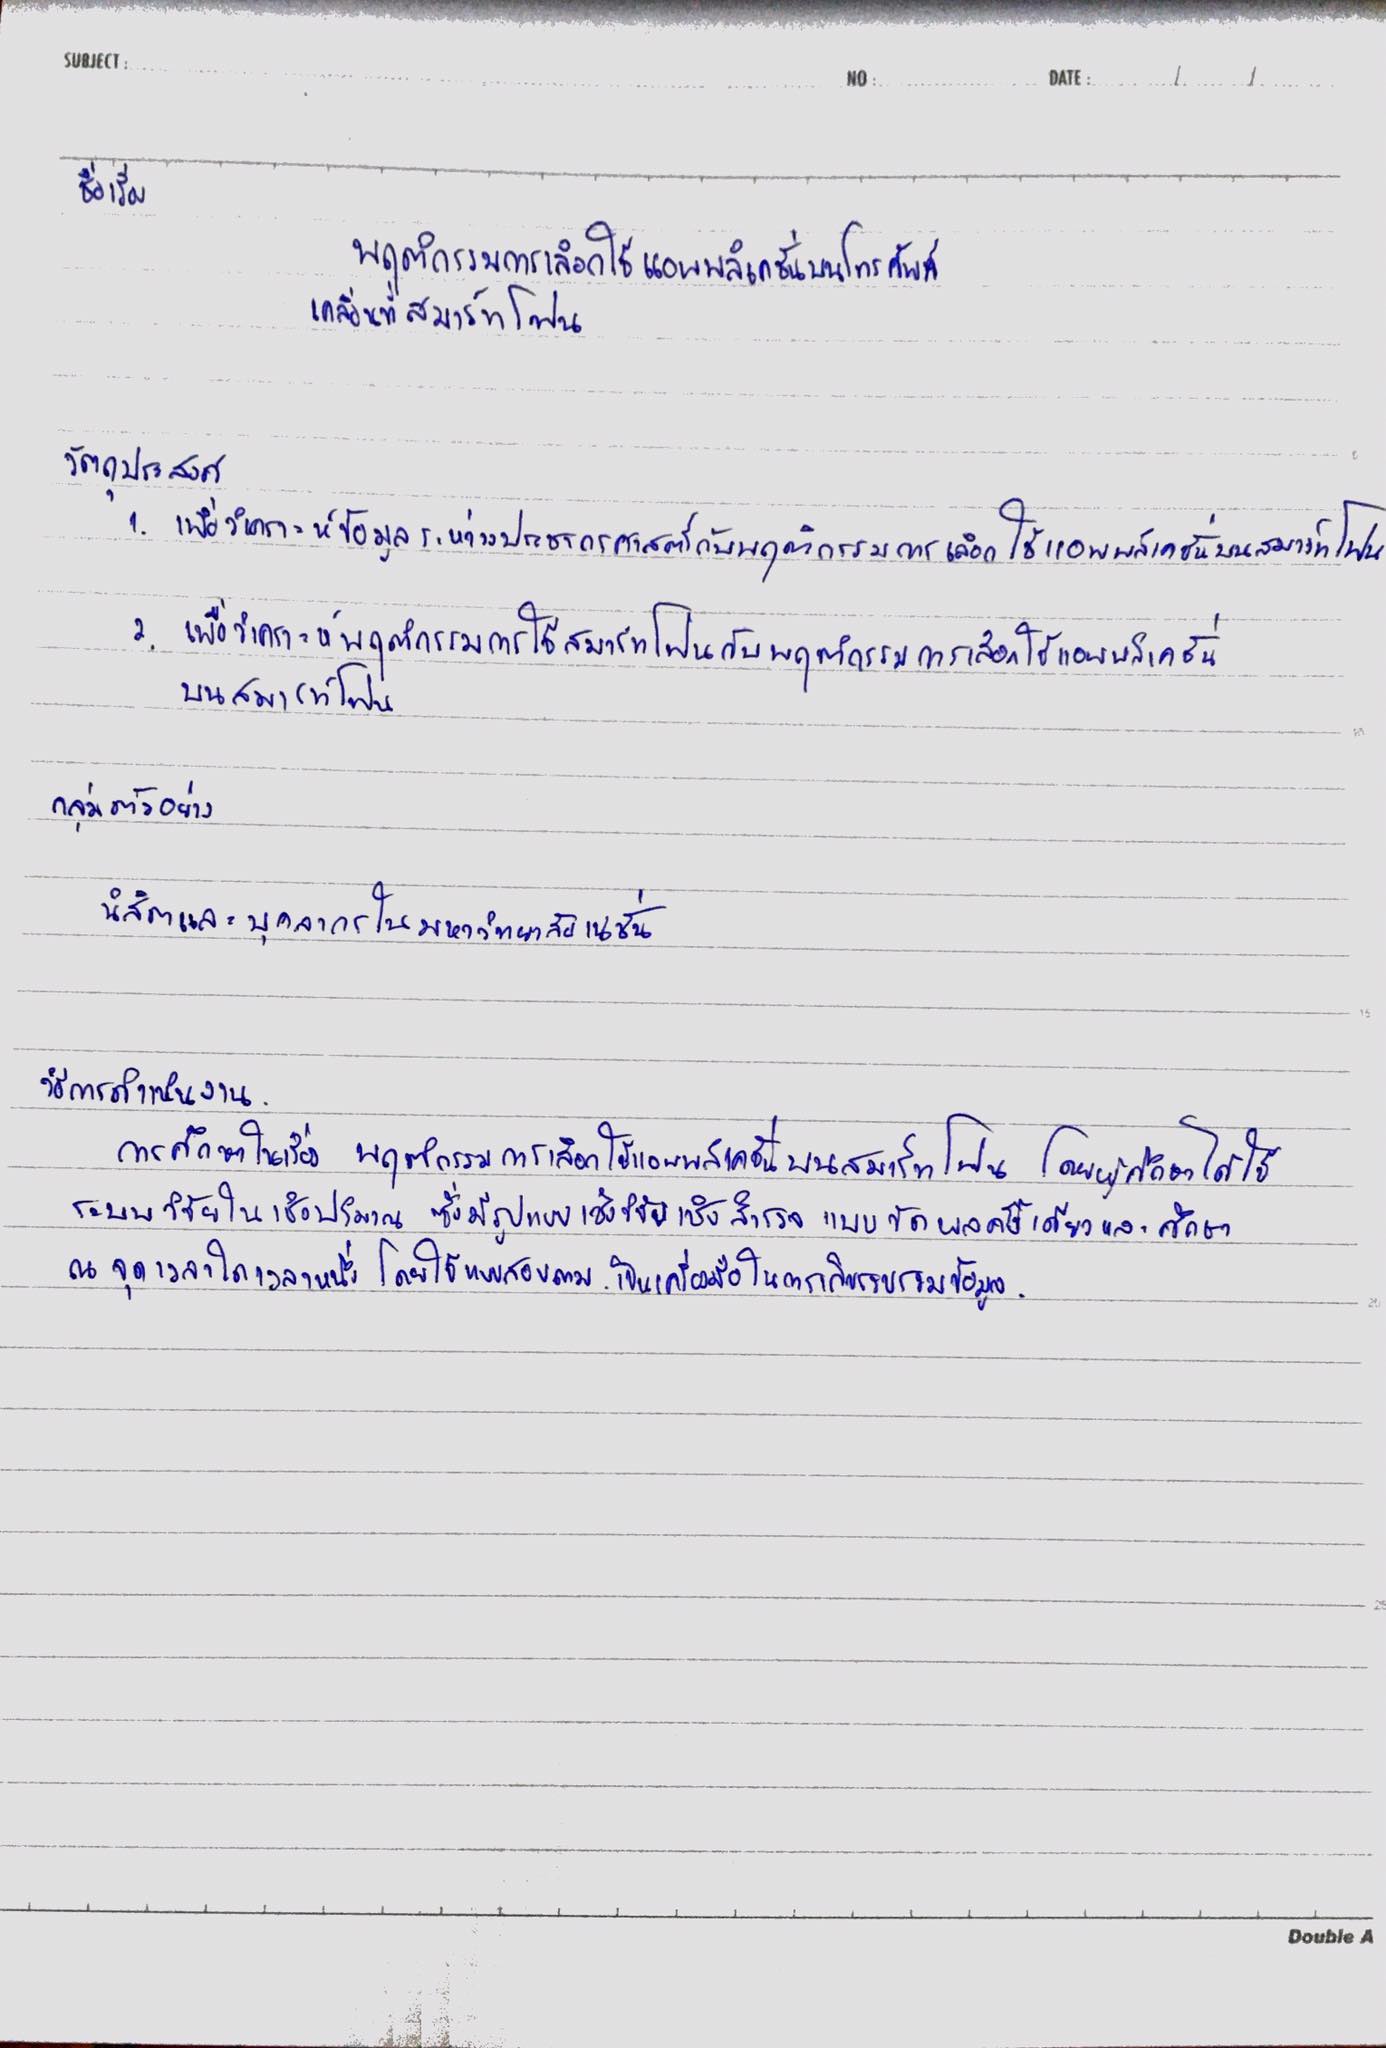 SUBJECT :
NO :
DATE : / /
ชื่อเรื่อง
พฤติกรรมการเลือกใช้แอพพลิเคชั่นบนโทรศัพท์
เคลื่อนที่สมาร์ทโฟน
วัตถุประสงค์
1. เพื่อวิเคราะห์ข้อมูลระหว่างประชากรศาสตร์กับพฤติกรรมการเลือกใช้แอพพลิเคชั่นบนสมาร์ทโฟน
2. เพื่อวิเคราะห์พฤติกรรมการใช้สมาร์ทโฟนกับพฤติกรรมการเลือกใช้แอพพลิเคชั่น
บนสมาร์ทโฟน
กลุ่มตัวอย่าง
นิสิตและบุคลากรในมหาวิทยาลัยเนชั่น
วิธีการดำเนินงาน.
การศึกษาในเรื่อง พฤติกรรมการเลือกใช้แอพพลิเคชั่นบนสมาร์ทโฟน โดยผู้ศึกษาได้ใช้
ระบบวิจัยในเชิงปริมาณ ซึ่งมีรูปแบบเชิงวิจัยเชิงสำรวจ แบบวัดผลครั้งเดียวและศึกษา
ณ จุดเวลาใดเวลาหนึ่ง โดยใช้แบบสอบถาม เป็นเครื่องมือในการเก็บรวบรวมข้อมูล.
10
15
20
25
Double A